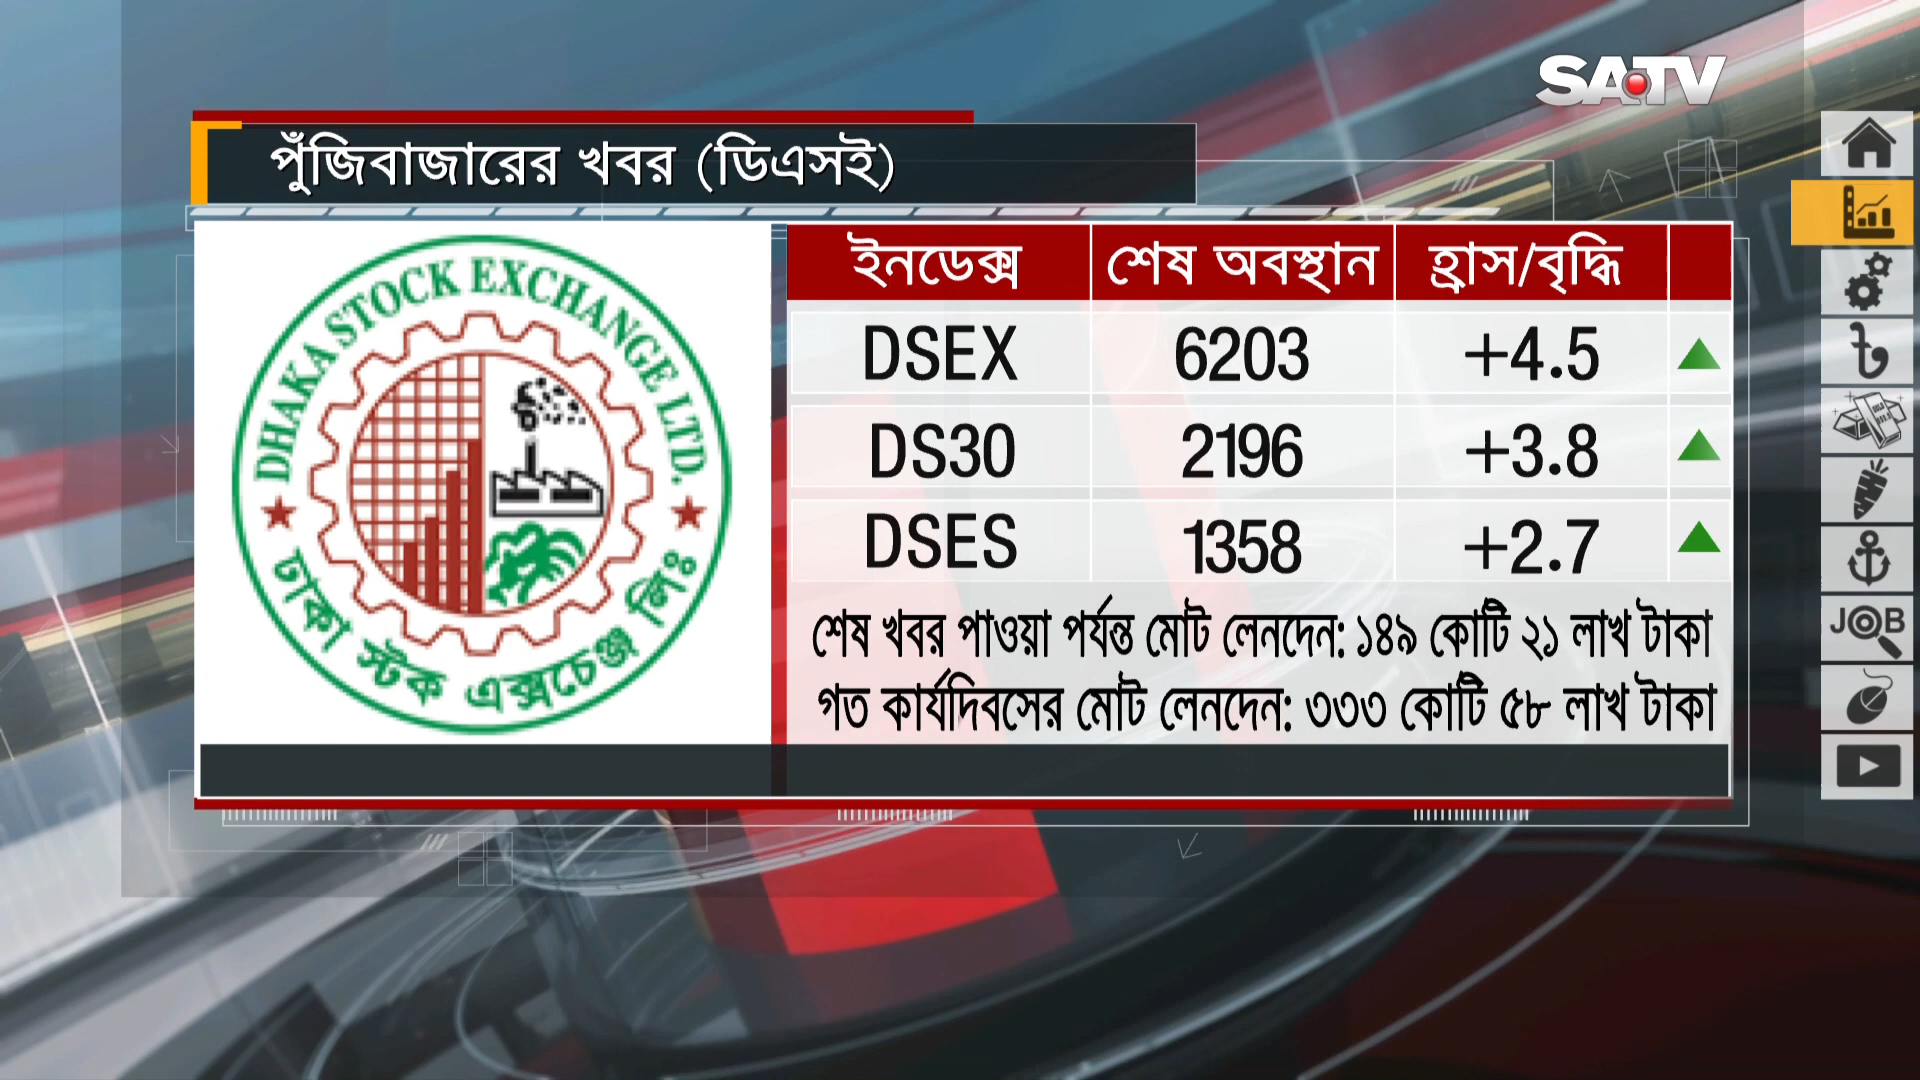 SATV
পুঁজিবাজারের খবর (ডিএসই)
DHAKA STOCK EXCHANGE LTD.
ঢাকা স্টক এক্সচেঞ্জ লিঃ
ইনডেক্স শেষ অবস্থান হ্রাস/বৃদ্ধি
DSEX 6203 +4.5
DS30 2196 +3.8
DSES 1358 +2.7
শেষ খবর পাওয়া পর্যন্ত মোট লেনদেন: ১৪৯ কোটি ২১ লাখ টাকা
গত কার্যদিবসের মোট লেনদেন: ৩৩৩ কোটি ৫৮ লাখ টাকা
৳
JOB